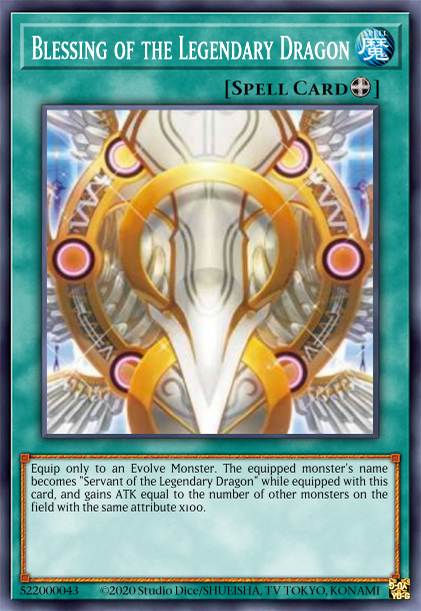 BLESSING OF THE LEGENDARY DRAGON
SPELL
魔
[SPELL CARD ]
Equip only to an Evolve Monster. The equipped monster's name
becomes "Servant of the Legendary Dragon" while equipped with this
card, and gains ATK equal to the number of other monsters on the
field with the same attribute x100.
522000043 ©2020 Studio Dice/SHUEISHA, TV TOKYO, KONAMI